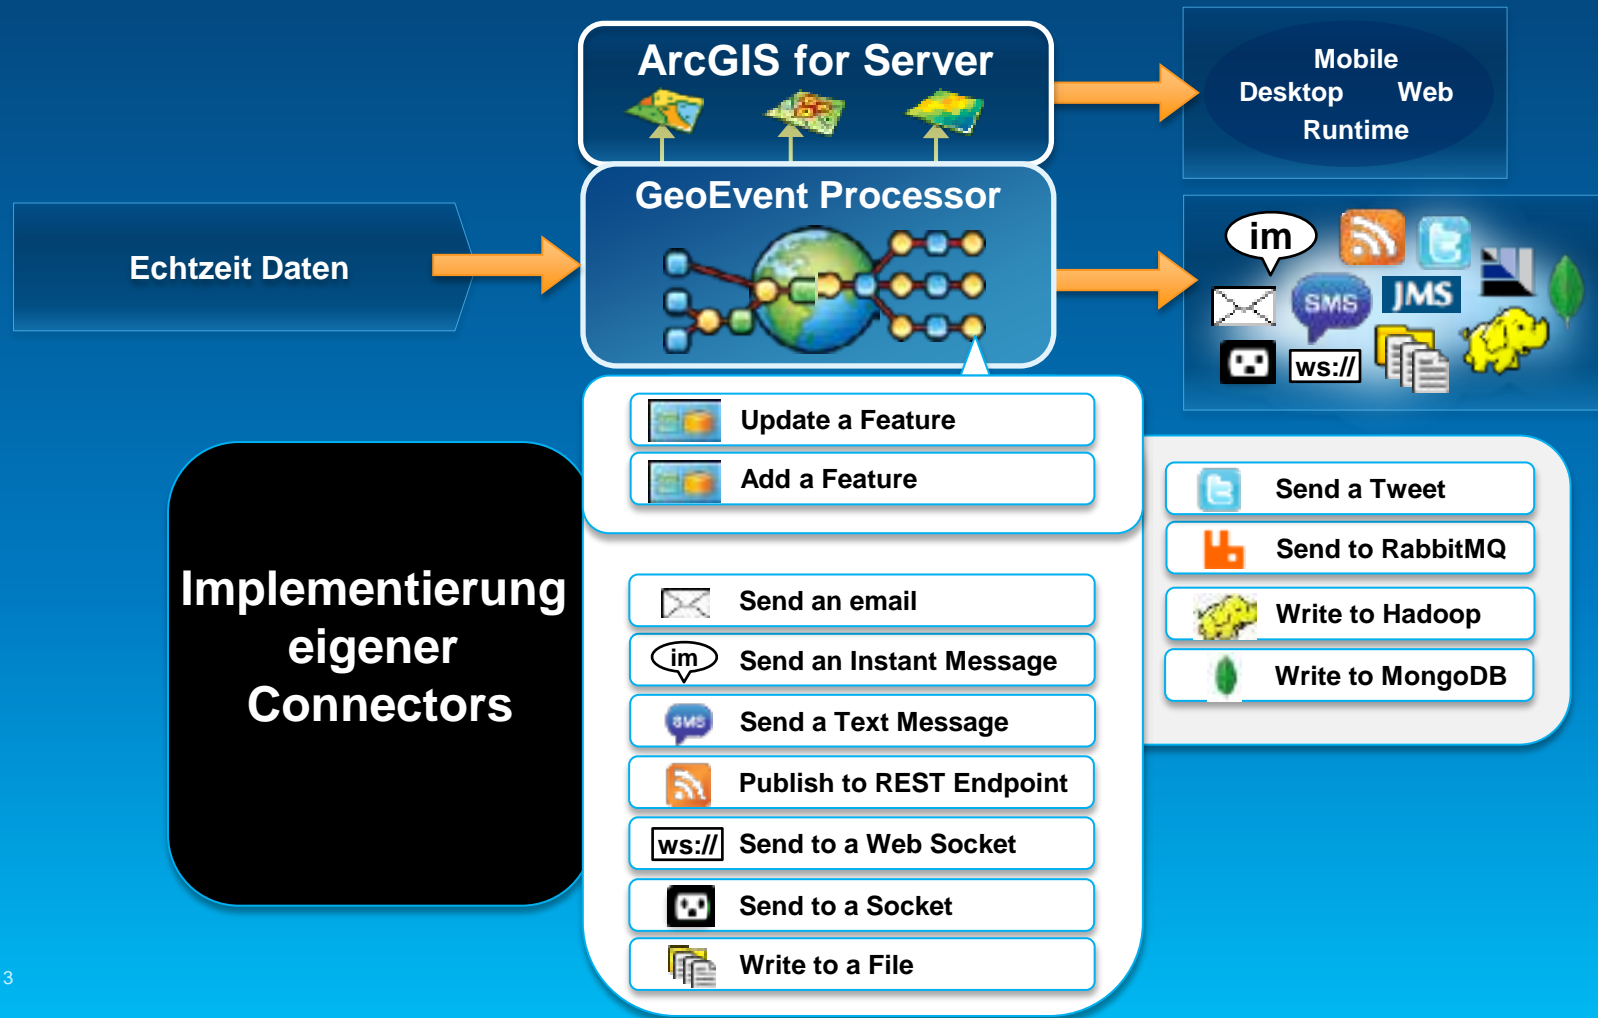 ArcGIS for Server
Mobile
Desktop Web
Runtime
GeoEvent Processor
Echtzeit Daten
im
SMS
JMS
ws://
Update a Feature
Add a Feature
Implementierung
eigener
Connectors
Send an email
im
Send an Instant Message
SMS
Send a Text Message
Publish to REST Endpoint
ws://
Send to a Web Socket
Send to a Socket
Write to a File
Send a Tweet
Send to RabbitMQ
Write to Hadoop
Write to MongoDB
3